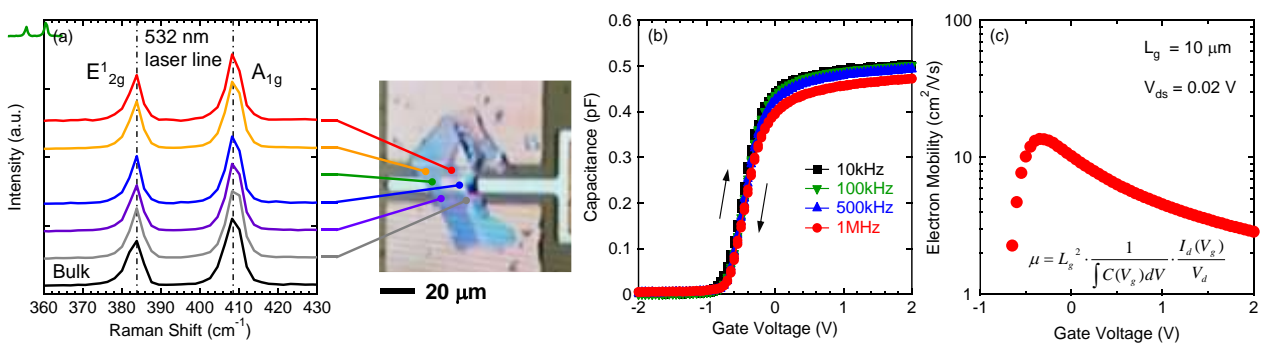 (a)
532 nm
laser line
E¹₂g
A₁g
Intensity (a.u.)
Bulk
360 370 380 390 400 410 420 430
Raman Shift (cm⁻¹)
20 μm
(b)
0.6
0.5
0.4
0.3
0.2
0.1
0
Capacitance (pF)
10kHz
100kHz
500kHz
1MHz
-2 -1 0 1 2
Gate Voltage (V)
(c)
100
10
1
Electron Mobility (cm²/Vs)
Lg = 10 μm
Vds = 0.02 V
μ = Lg² · 1/∫C(Vg)dV · Id(Vg)/Vd
-1 0 1 2
Gate Voltage (V)